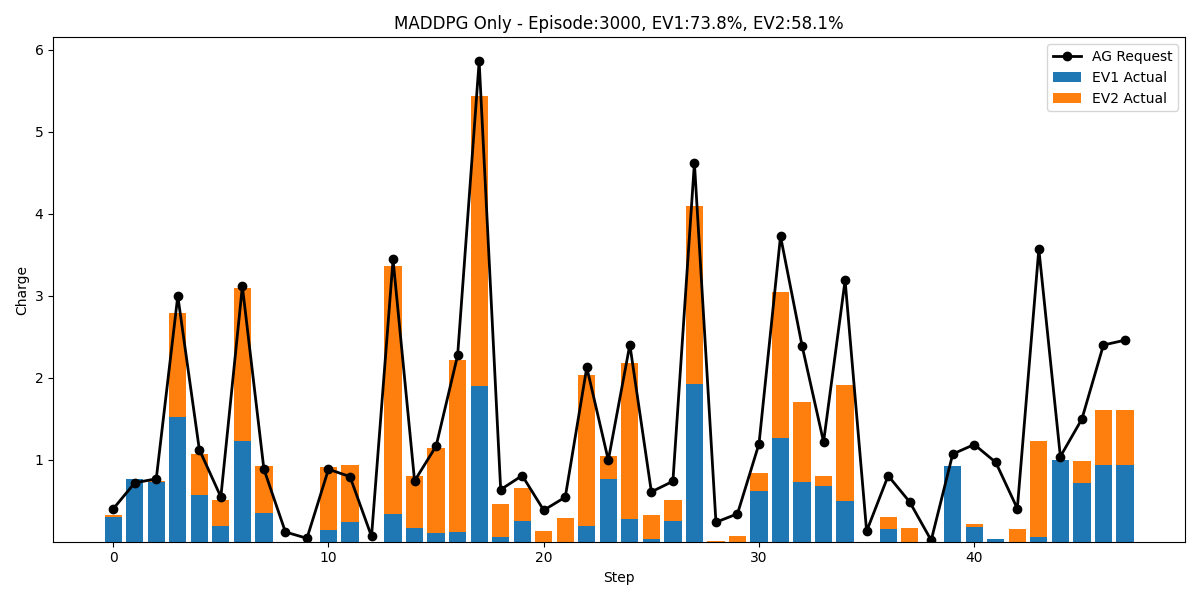 MADDPG Only - Episode:3000, EV1:73.8%, EV2:58.1%
AG Request
EV1 Actual
EV2 Actual
Charge
6
5
4
3
2
1
0 10 20 30 40
Step